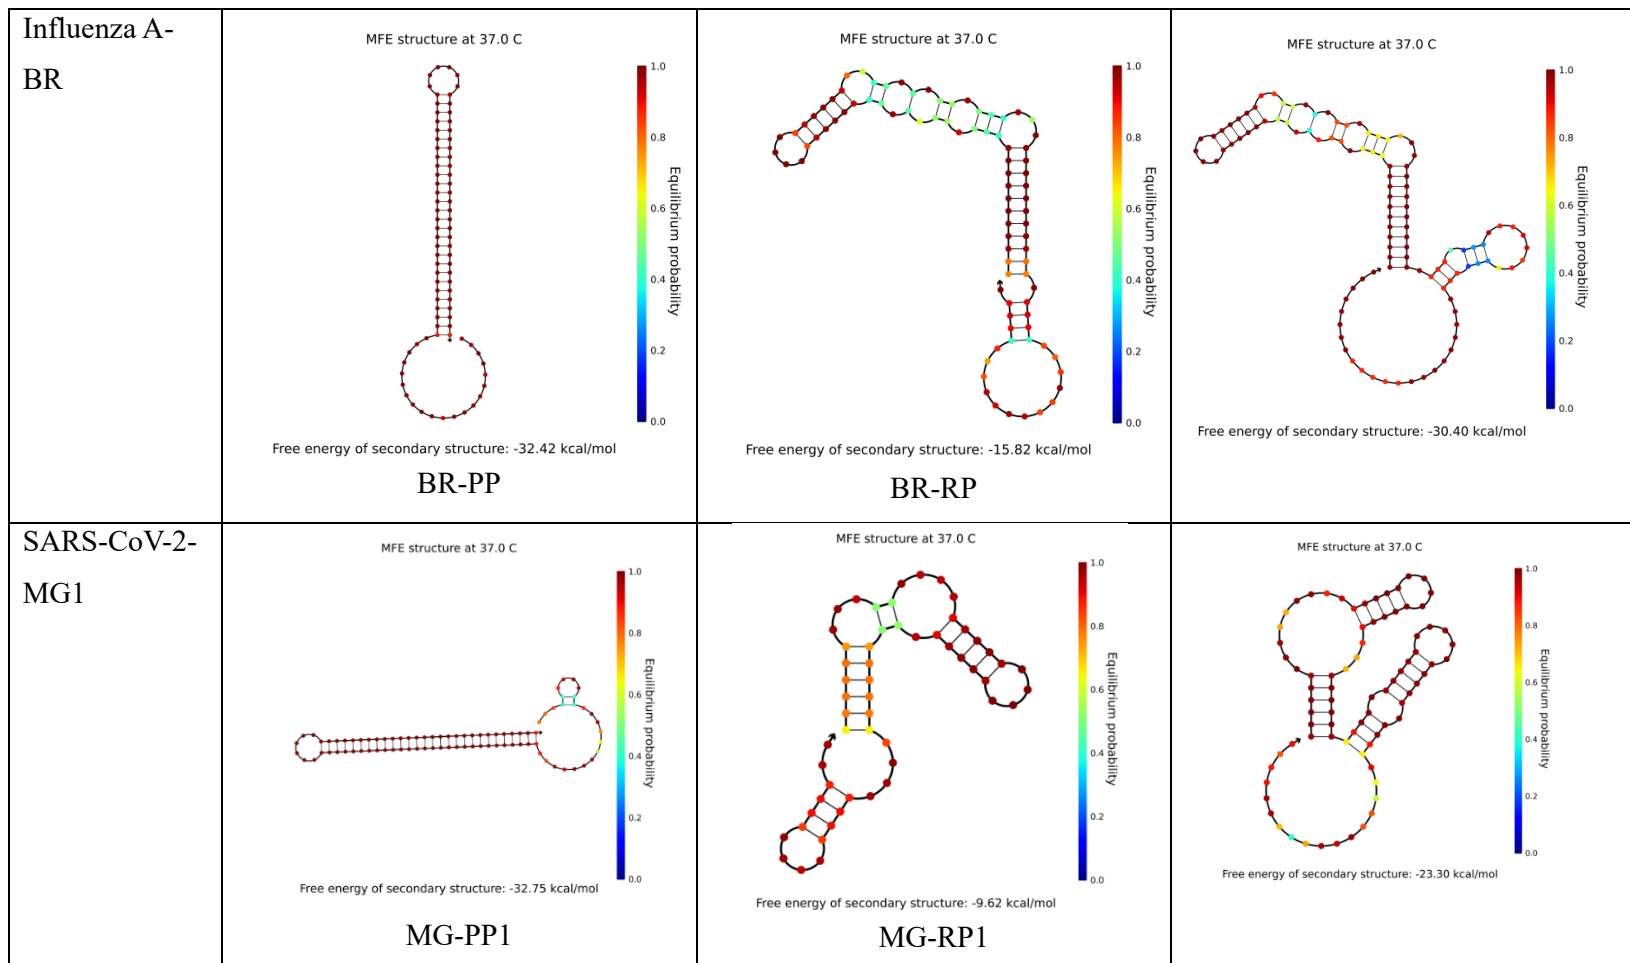 Influenza A-
BR
MFE structure at 37.0 C
1.0
0.8
0.6
0.4
0.2
0.0
Equilibrium probability
Free energy of secondary structure: -32.42 kcal/mol
BR-PP
MFE structure at 37.0 C
1.0
0.8
0.6
0.4
0.2
0.0
Equilibrium probability
Free energy of secondary structure: -15.82 kcal/mol
BR-RP
MFE structure at 37.0 C
1.0
0.8
0.6
0.4
0.2
0.0
Equilibrium probability
Free energy of secondary structure: -30.40 kcal/mol
SARS-CoV-2-
MG1
MFE structure at 37.0 C
1.0
0.8
0.6
0.4
0.2
0.0
Equilibrium probability
Free energy of secondary structure: -32.75 kcal/mol
MG-PP1
MFE structure at 37.0 C
1.0
0.8
0.6
0.4
0.2
0.0
Equilibrium probability
Free energy of secondary structure: -9.62 kcal/mol
MG-RP1
MFE structure at 37.0 C
1.0
0.8
0.6
0.4
0.2
0.0
Equilibrium probability
Free energy of secondary structure: -23.30 kcal/mol